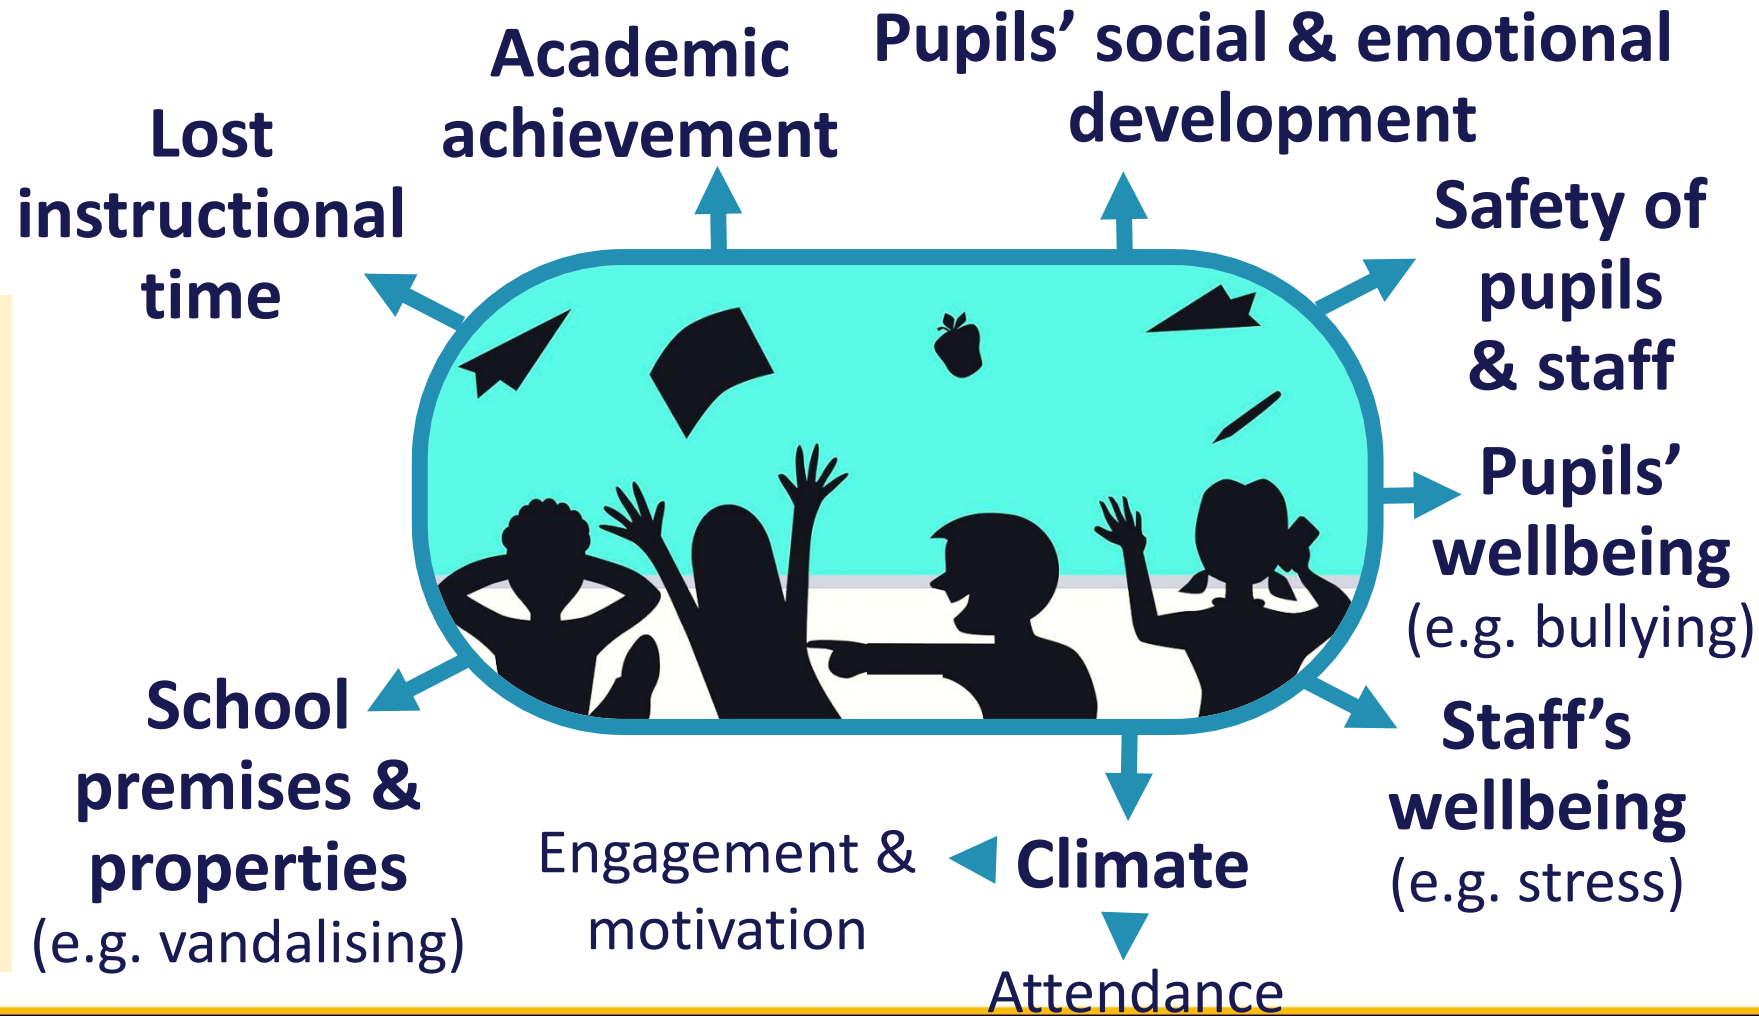 Academic
achievement
Pupils’ social & emotional
development
Lost
instructional
time
Safety of
pupils
& staff
Pupils’
wellbeing
(e.g. bullying)
School
premises &
properties
(e.g. vandalising)
Engagement &
motivation
Climate
Attendance
Staff’s
wellbeing
(e.g. stress)